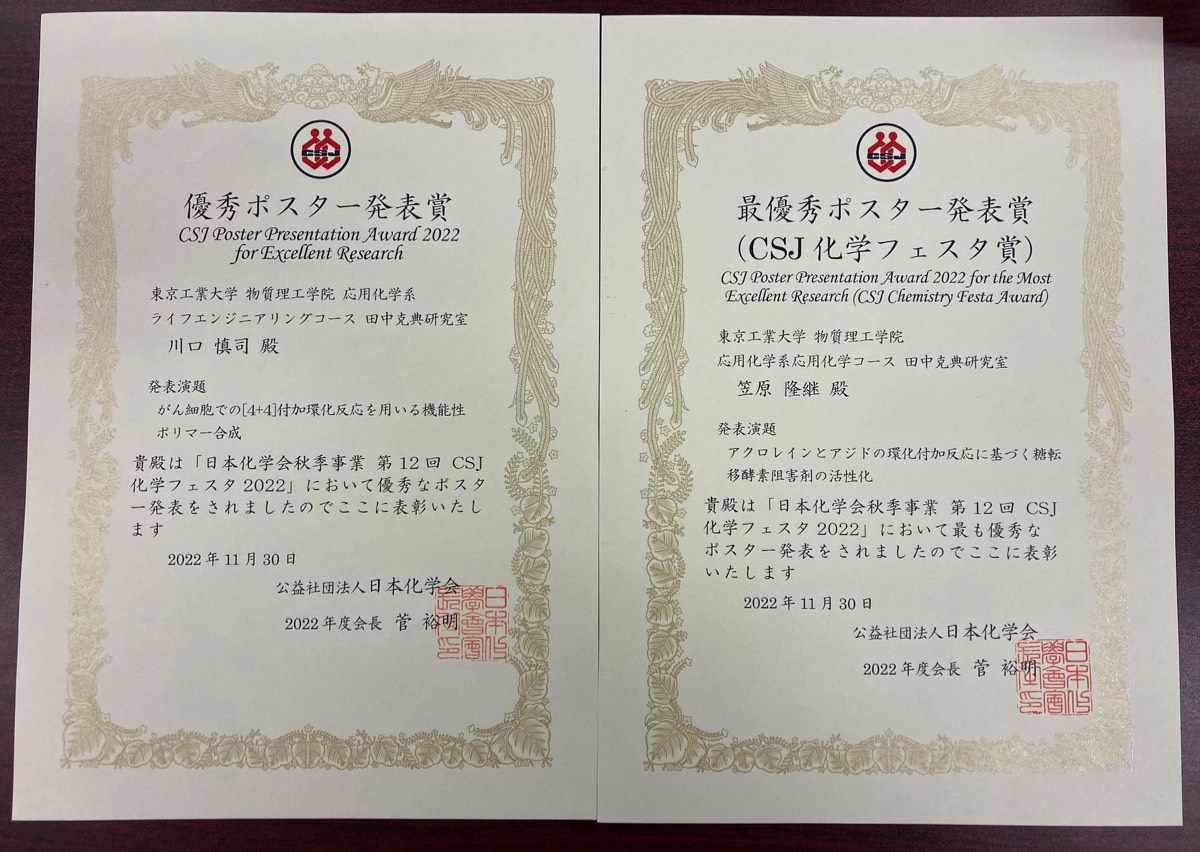 CSJ
優秀ポスター発表賞
CSJ Poster Presentation Award 2022
for Excellent Research
東京工業大学 物質理工学院 応用化学系
ライフエンジニアリングコース 田中克典研究室
川口 慎司 殿
発表演題
がん細胞での[4+4]付加環化反応を用いる機能性
ポリマー合成
貴殿は「日本化学会秋季事業 第12回 CSJ
化学フェスタ2022」において優秀なポスタ
ー発表をされましたのでここに表彰いたし
ます
2022年11月30日
公益社団法人日本化学会
2022年度会長 菅 裕明
CSJ
最優秀ポスター発表賞
(CSJ化学フェスタ賞)
CSJ Poster Presentation Award 2022 for the Most
Excellent Research (CSJ Chemistry Festa Award)
東京工業大学 物質理工学院
応用化学系応用化学コース 田中克典研究室
笠原 隆継 殿
発表演題
アクロレインとアジドの環化付加反応に基づく糖転
移酵素阻害剤の活性化
貴殿は「日本化学会秋季事業 第12回 CSJ
化学フェスタ2022」において最も優秀な
ポスター発表をされましたのでここに表彰
いたします
2022年11月30日
公益社団法人日本化学会
2022年度会長 菅 裕明